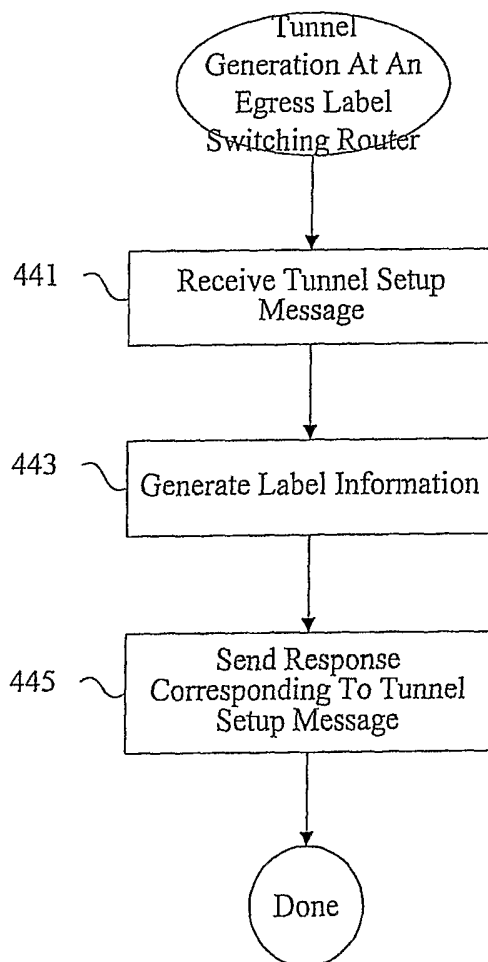 Tunnel
Generation At An
Egress Label
Switching Router
441
Receive Tunnel Setup
Message
443
Generate Label Information
445
Send Response
Corresponding To Tunnel
Setup Message
Done